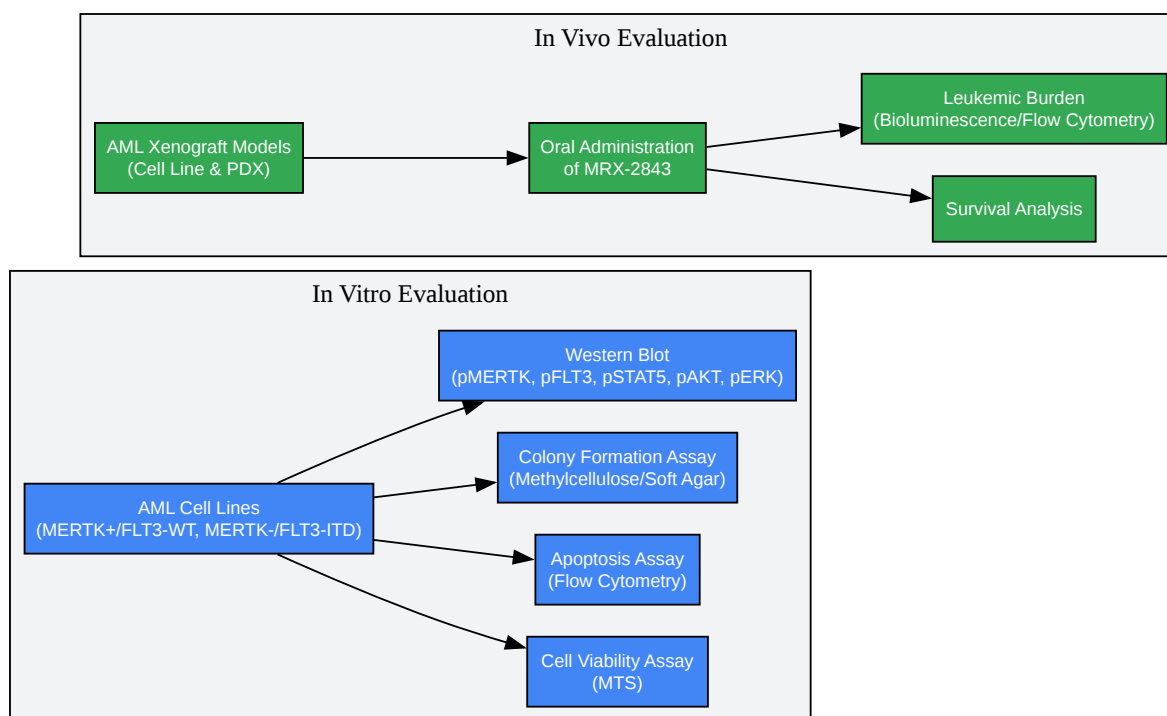 In Vivo Evaluation
AML Xenograft Models
(Cell Line & PDX)
Oral Administration
of MRX-2843
Leukemic Burden
(Bioluminescence/Flow Cytometry)
Survival Analysis
In Vitro Evaluation
AML Cell Lines
(MERTK+/FLT3-WT, MERTK-/FLT3-ITD)
Western Blot
(pMERTK, pFLT3, pSTAT5, pAKT, pERK)
Colony Formation Assay
(Methylcellulose/Soft Agar)
Apoptosis Assay
(Flow Cytometry)
Cell Viability Assay
(MTS)